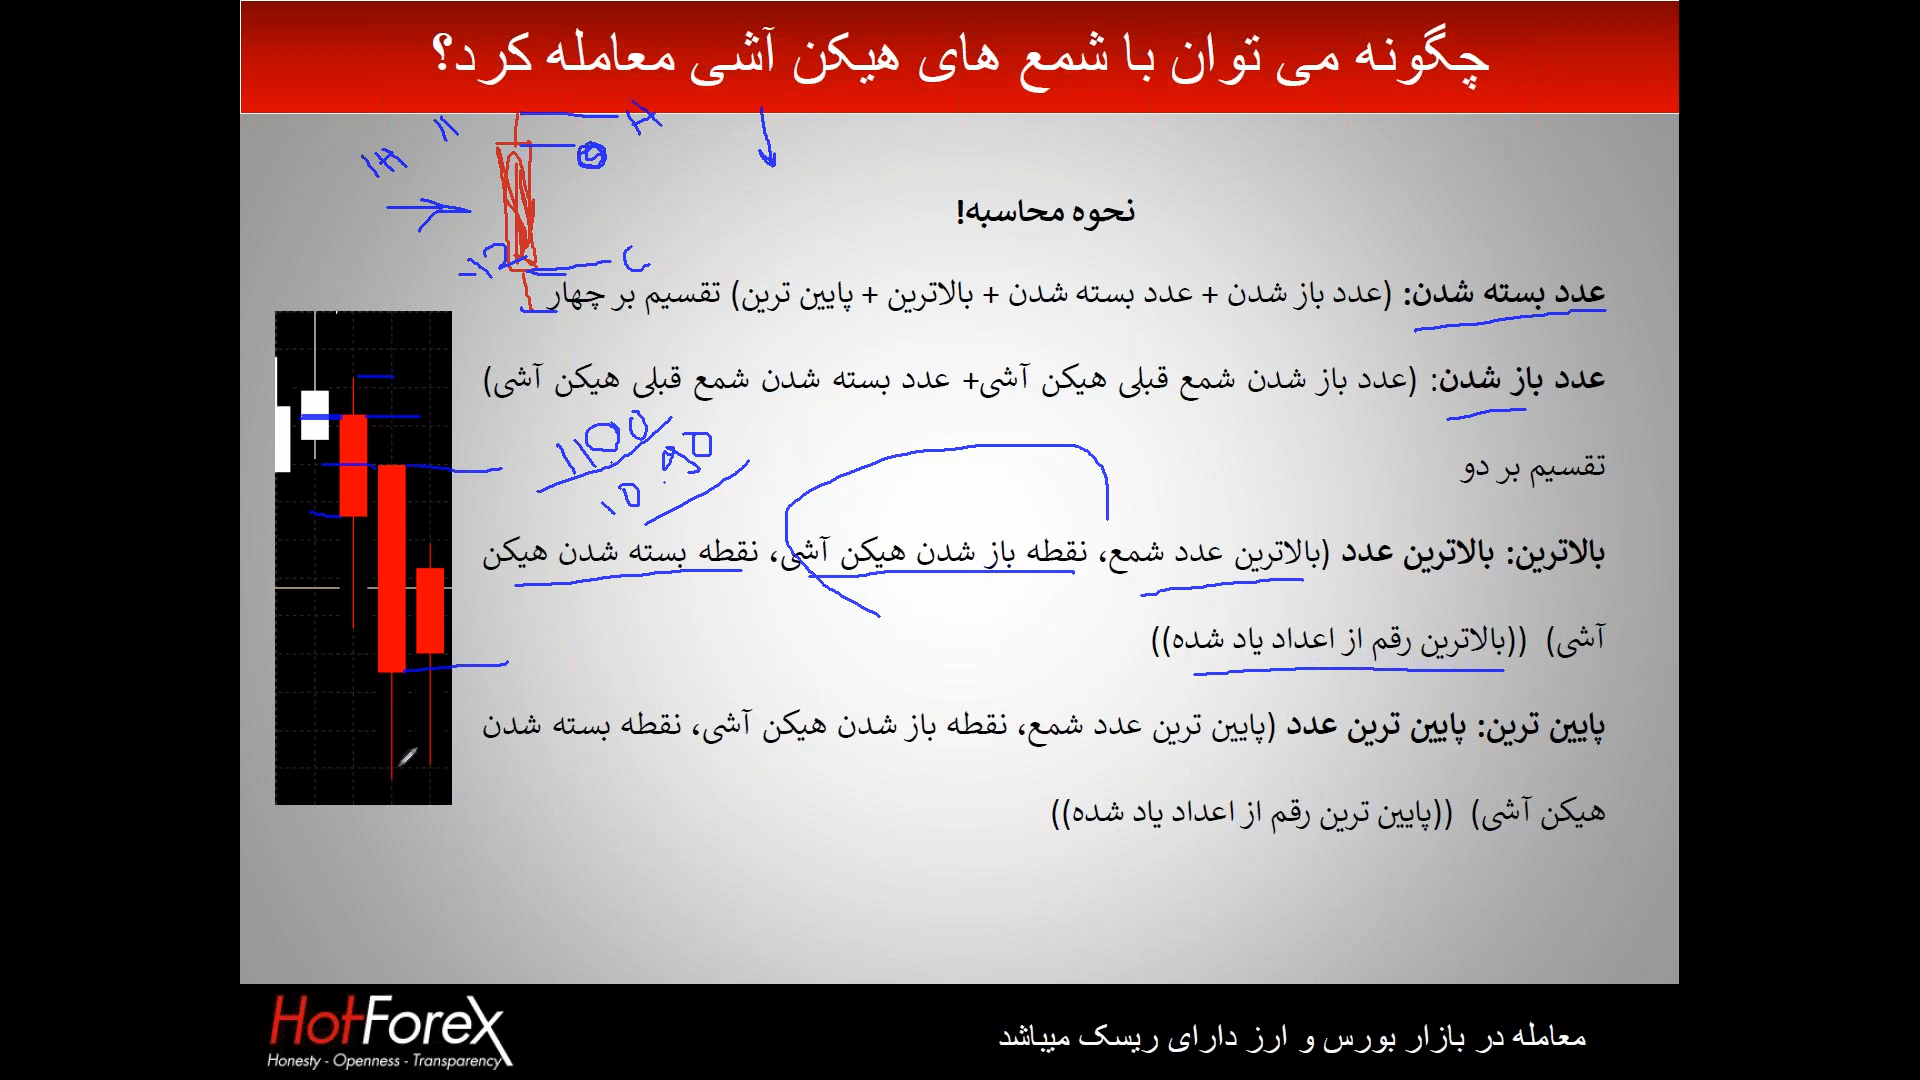 چگونه می توان با شمع های هیکن آشی معامله کرد؟
H
C
نحوه محاسبه!
عدد بسته شدن: (عدد باز شدن + عدد بسته شدن + بالاترین + پایین ترین) تقسیم بر چهار
عدد باز شدن: (عدد باز شدن شمع قبلی هیکن آشی+ عدد بسته شدن شمع قبلی هیکن آشی)
تقسیم بر دو
بالاترین: بالاترین عدد (بالاترین عدد شمع، نقطه باز شدن هیکن آشی، نقطه بسته شدن هیکن
آشی) ((بالاترین رقم از اعداد یاد شده))
پایین ترین: پایین ترین عدد (پایین ترین عدد شمع، نقطه باز شدن هیکن آشی، نقطه بسته شدن
هیکن آشی) ((پایین ترین رقم از اعداد یاد شده))
HotForex
Honesty - Openness - Transparency
معامله در بازار بورس و ارز دارای ریسک میباشد